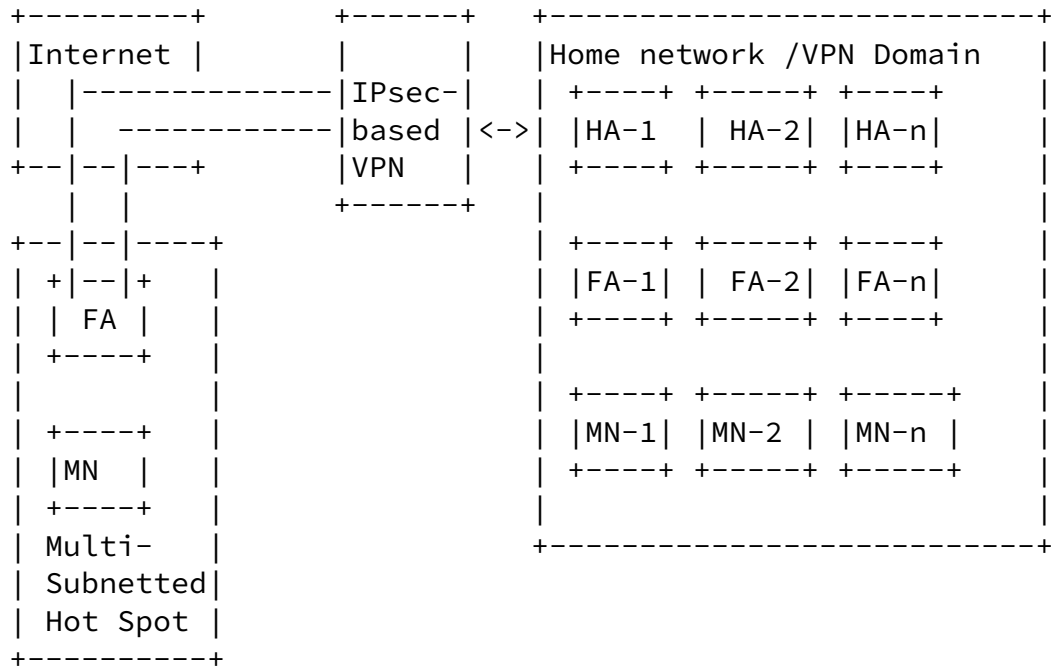 Internet
Home network /VPN Domain
IPsec-
based <->
VPN
HA-1 HA-2 HA-n
FA-1 FA-2 FA-n
FA
MN-1 MN-2 MN-n
MN
Multi-
Subnetted
Hot Spot